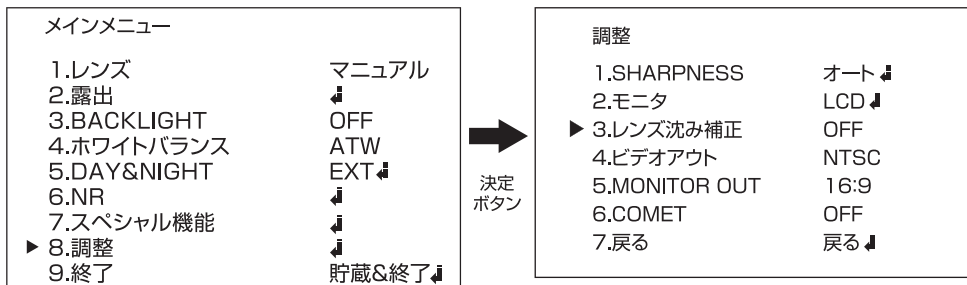 メインメニュー
1.レンズ マニュアル
2.露出 ↲
3.BACKLIGHT OFF
4.ホワイトバランス ATW
5.DAY&NIGHT EXT↲
6.NR ↲
7.スペシャル機能 ↲
▶ 8.調整 ↲
9.終了 貯蔵&終了↲
決定
ボタン
調整
1.SHARPNESS オート↲
2.モニタ LCD↲
▶ 3.レンズ沈み補正 OFF
4.ビデオアウト NTSC
5.MONITOR OUT 16:9
6.COMET OFF
7.戻る 戻る↲